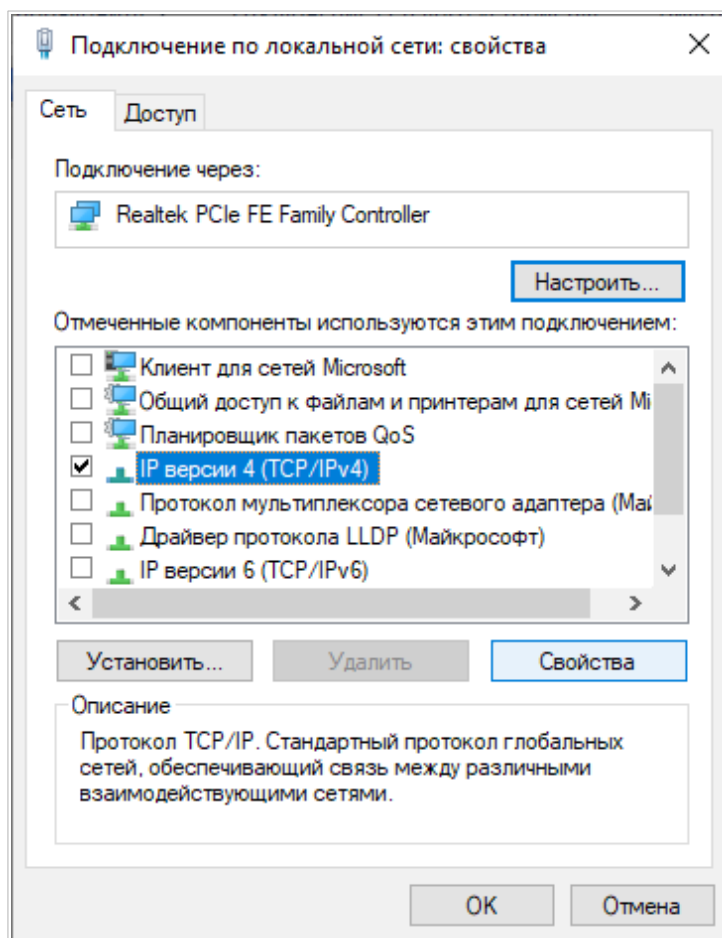 Подключение по локальной сети: свойства
Сеть
Доступ
Подключение через:
Realtek PCIe FE Family Controller
Настроить...
Отмеченные компоненты используются этим подключением:
Клиент для сетей Microsoft
Общий доступ к файлам и принтерам для сетей Mi
Планировщик пакетов QoS
IP версии 4 (TCP/IPv4)
Протокол мультиплексора сетевого адаптера (Май
Драйвер протокола LLDP (Майкрософт)
IP версии 6 (TCP/IPv6)
Установить...
Удалить
Свойства
Описание
Протокол TCP/IP. Стандартный протокол глобальных
сетей, обеспечивающий связь между различными
взаимодействующими сетями.
OK
Отмена